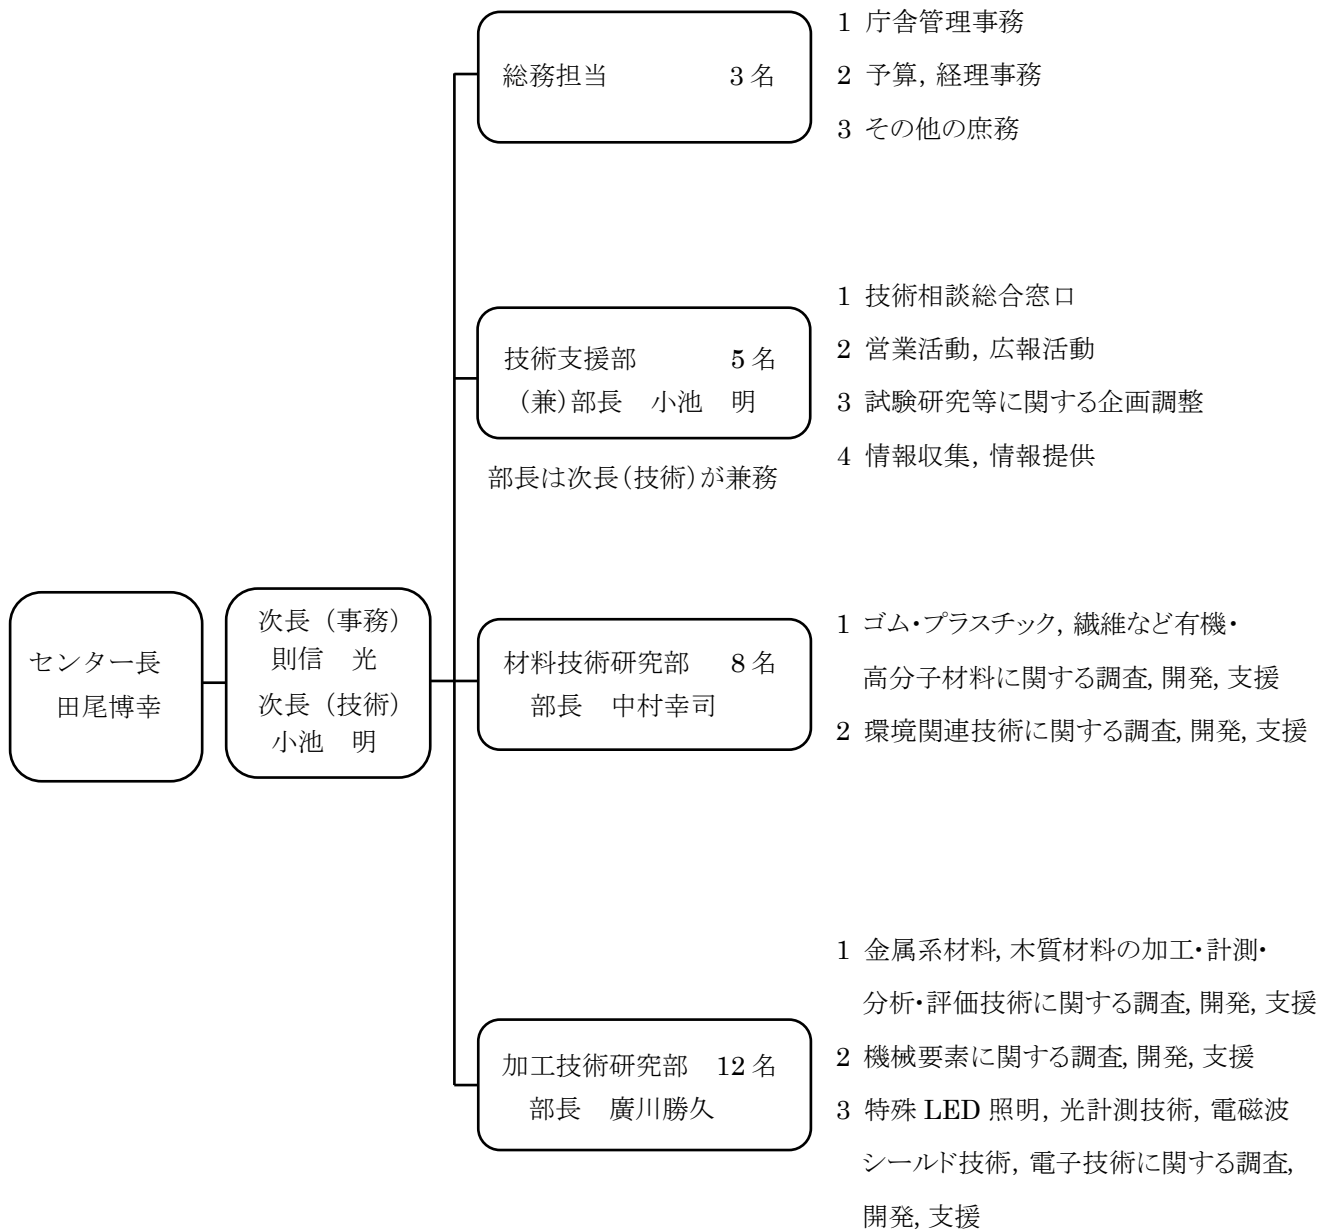 総務担当 3名
1 庁舎管理事務
2 予算, 経理事務
3 その他の庶務
技術支援部 5名
(兼)部長 小池 明
部長は次長(技術)が兼務
1 技術相談総合窓口
2 営業活動, 広報活動
3 試験研究等に関する企画調整
4 情報収集, 情報提供
センター長
田尾博幸
次長(事務)
則信 光
次長(技術)
小池 明
材料技術研究部 8名
部長 中村幸司
1 ゴム・プラスチック, 繊維など有機・
高分子材料に関する調査, 開発, 支援
2 環境関連技術に関する調査, 開発, 支援
加工技術研究部 12名
部長 廣川勝久
1 金属系材料, 木質材料の加工・計測・
分析・評価技術に関する調査, 開発, 支援
2 機械要素に関する調査, 開発, 支援
3 特殊 LED 照明, 光計測技術, 電磁波
シールド技術, 電子技術に関する調査,
開発, 支援